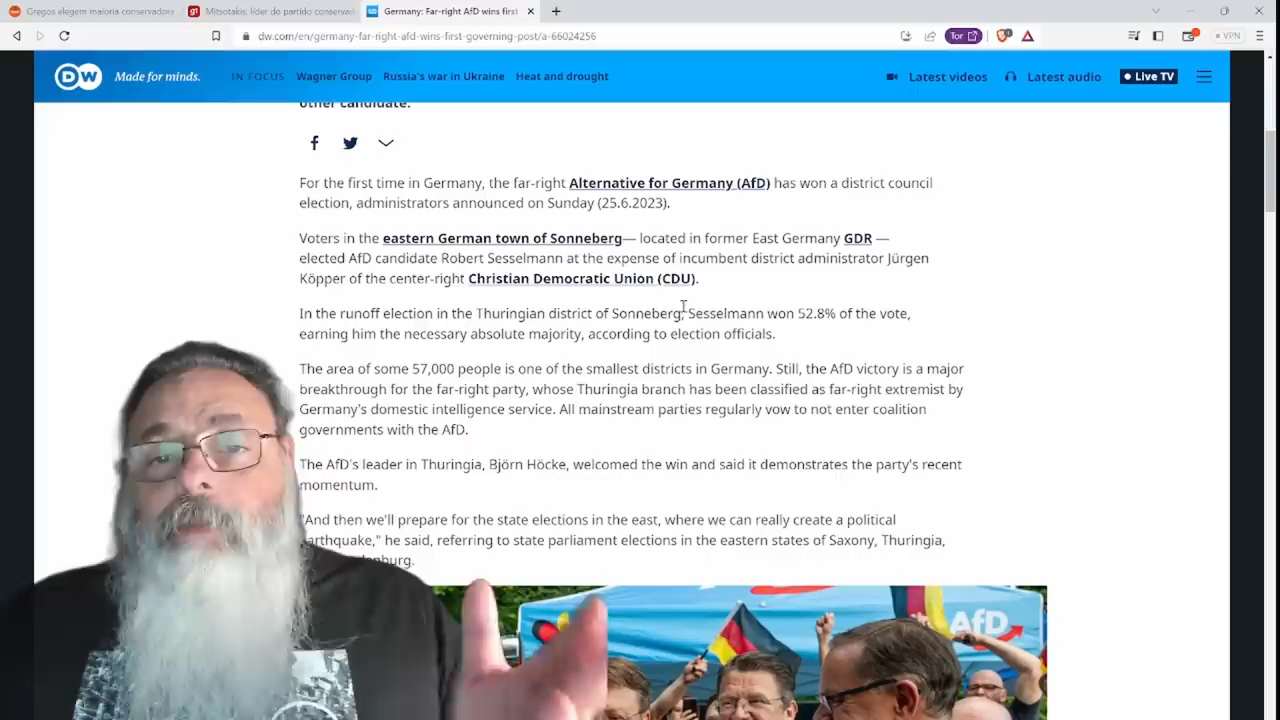 Gregos elegem maioria conservadora
Mitsotakis, líder do partido conservad
Germany: Far-right AfD wins first
dw.com/en/germany-far-right-afd-wins-first-governing-post/a-66024256
Tor
VPN
DW Made for minds. IN FOCUS Wagner Group Russia's war in Ukraine Heat and drought Latest videos Latest audio Live TV
other candidate.
For the first time in Germany, the far-right Alternative for Germany (AfD) has won a district council
election, administrators announced on Sunday (25.6.2023).
Voters in the eastern German town of Sonneberg— located in former East Germany GDR —
elected AfD candidate Robert Sesselmann at the expense of incumbent district administrator Jürgen
Köpper of the center-right Christian Democratic Union (CDU).
In the runoff election in the Thuringian district of Sonneberg, Sesselmann won 52.8% of the vote,
earning him the necessary absolute majority, according to election officials.
The area of some 57,000 people is one of the smallest districts in Germany. Still, the AfD victory is a major
breakthrough for the far-right party, whose Thuringia branch has been classified as far-right extremist by
Germany's domestic intelligence service. All mainstream parties regularly vow to not enter coalition
governments with the AfD.
The AfD's leader in Thuringia, Björn Höcke, welcomed the win and said it demonstrates the party's recent
momentum.
"And then we'll prepare for the state elections in the east, where we can really create a political
earthquake," he said, referring to state parliament elections in the eastern states of Saxony, Thuringia,
AfD